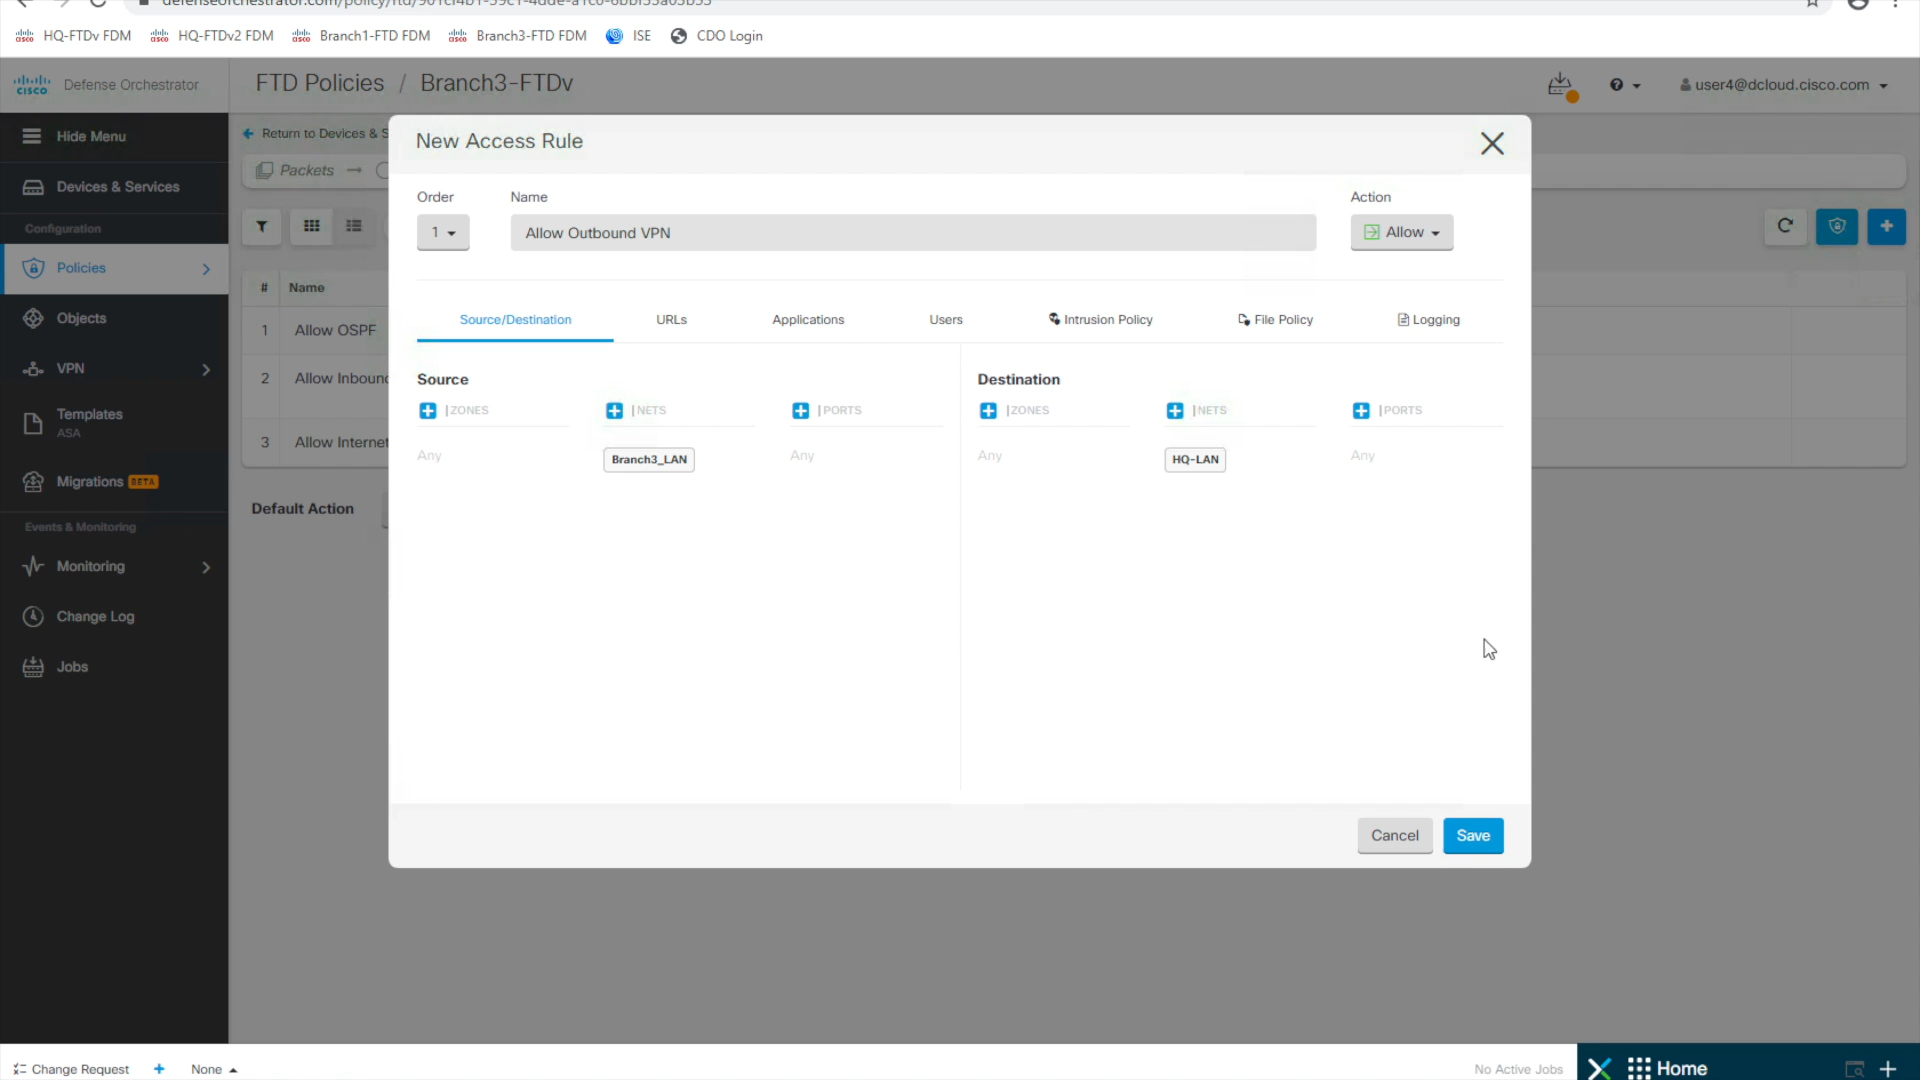 HQ-FTDv FDM HQ-FTDv2 FDM Branch1-FTD FDM Branch3-FTD FDM ISE CDO Login
cisco Defense Orchestrator FTD Policies / Branch3-FTDv user4@dcloud.cisco.com
Hide Menu
Devices & Services
Configuration
Policies
Objects
VPN
Templates
ASA
Migrations BETA
Events & Monitoring
Monitoring
Change Log
Jobs
Return to Devices & S
Packets
# Name
1 Allow OSPF
2 Allow Inbound
3 Allow Internet
Default Action
New Access Rule
Order Name Action
1 Allow Outbound VPN Allow
Source/Destination URLs Applications Users Intrusion Policy File Policy Logging
Source Destination
ZONES NETS PORTS ZONES NETS PORTS
Any Branch3_LAN Any Any HQ-LAN Any
Cancel Save
Change Request + None No Active Jobs Home